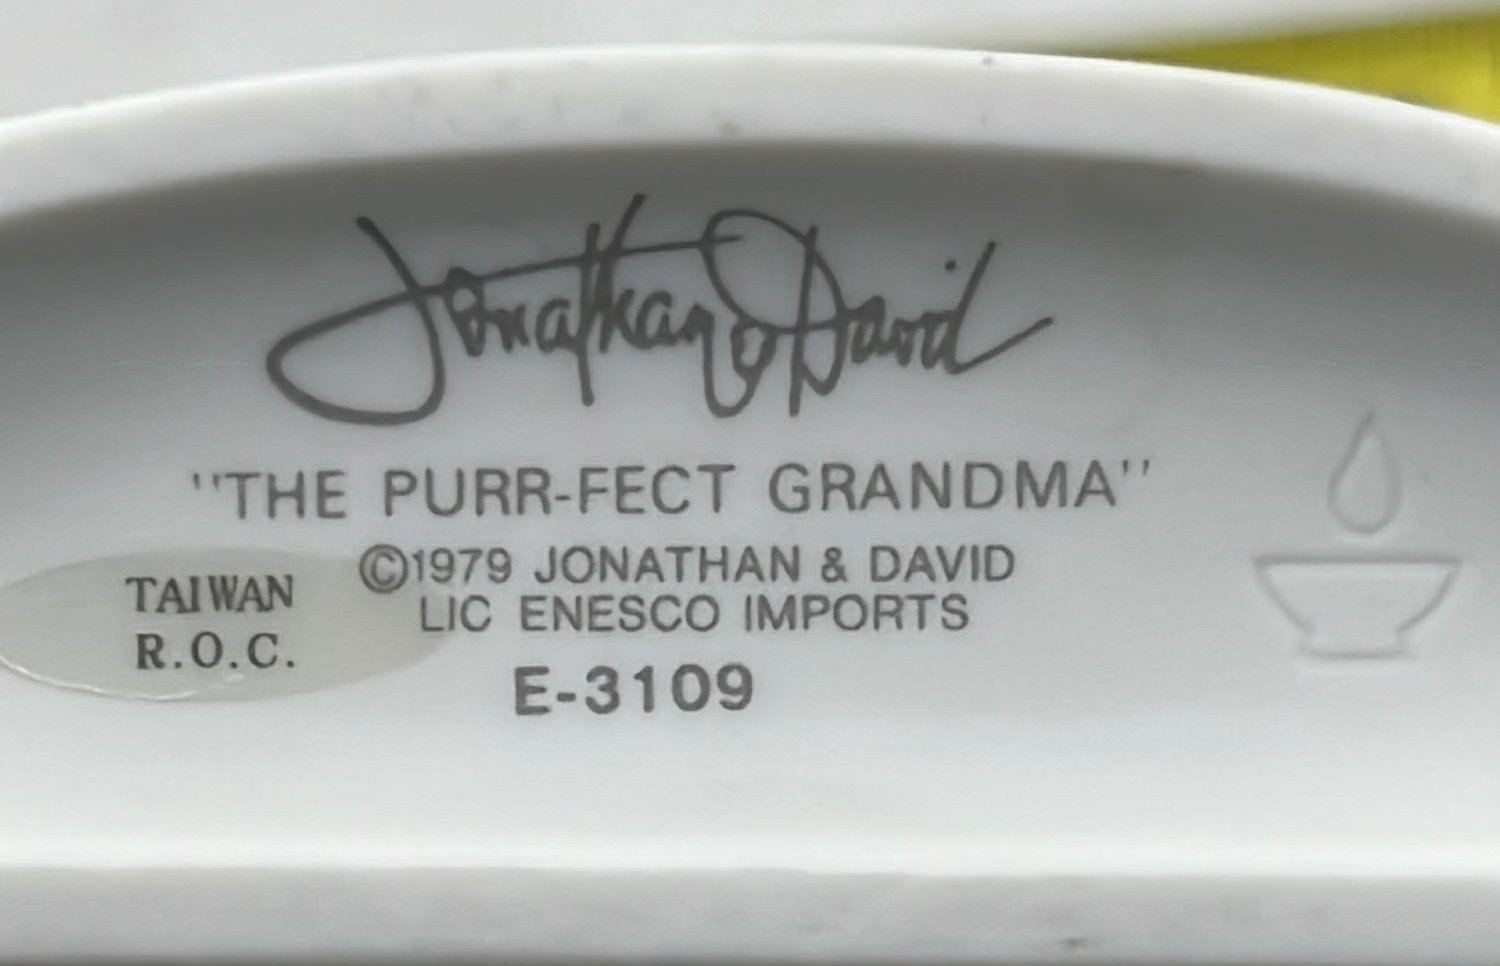 Jonathan & David
"THE PURR-FECT GRANDMA"
©1979 JONATHAN & DAVID
LIC ENESCO IMPORTS
E-3109
TAIWAN
R.O.C.